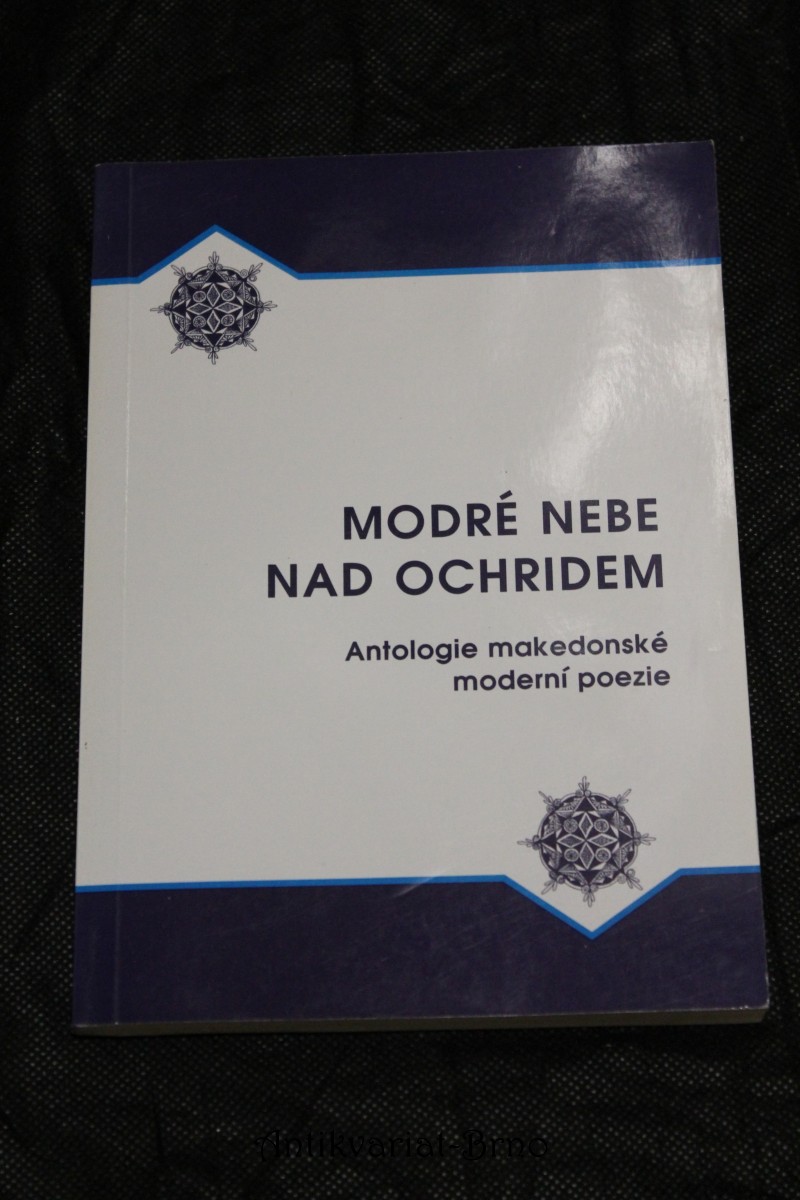 MODRÉ NEBE
NAD OCHRIDEM
Antologie makedonské
moderní poezie
Antikvariat-Brno